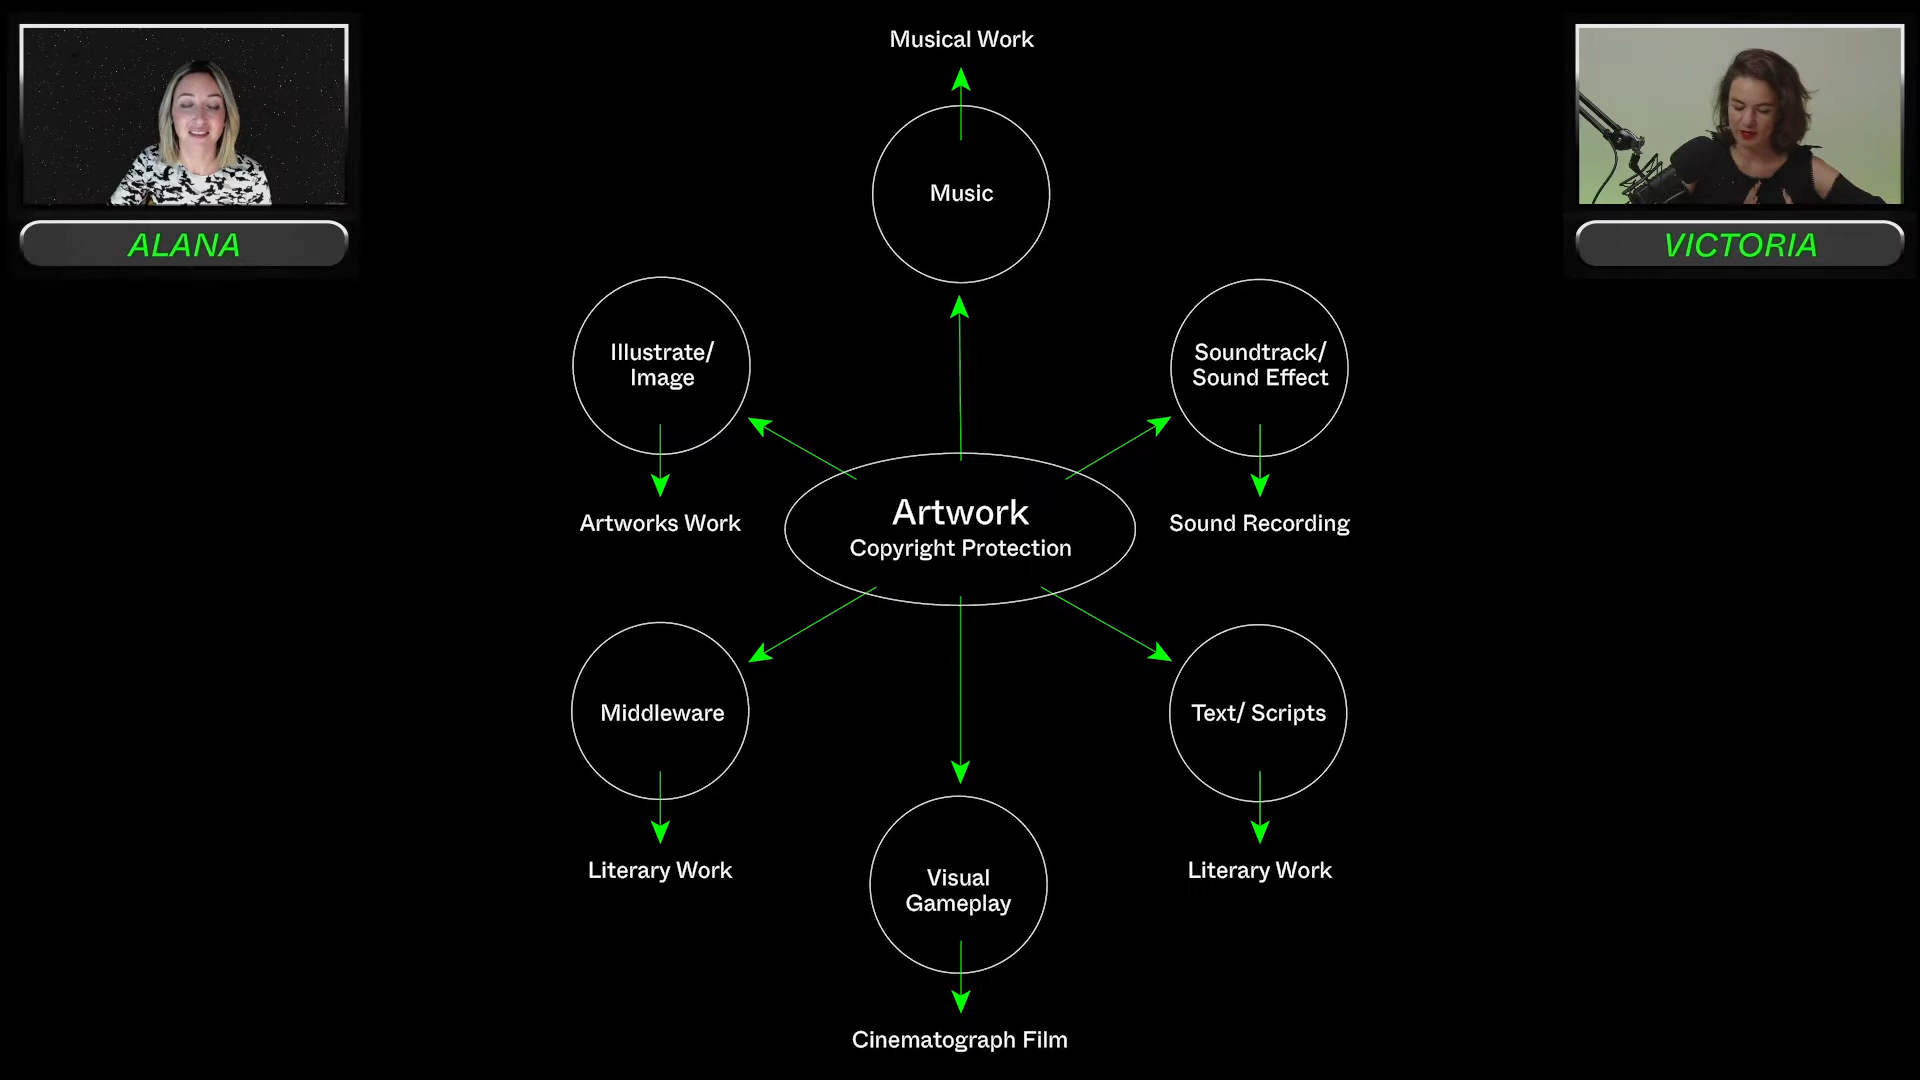 Musical Work
ALANA
VICTORIA
Music
Illustrate/
Image
Soundtrack/
Sound Effect
Artworks Work
Artwork
Copyright Protection
Sound Recording
Middleware
Text/ Scripts
Literary Work
Visual
Gameplay
Literary Work
Cinematograph Film